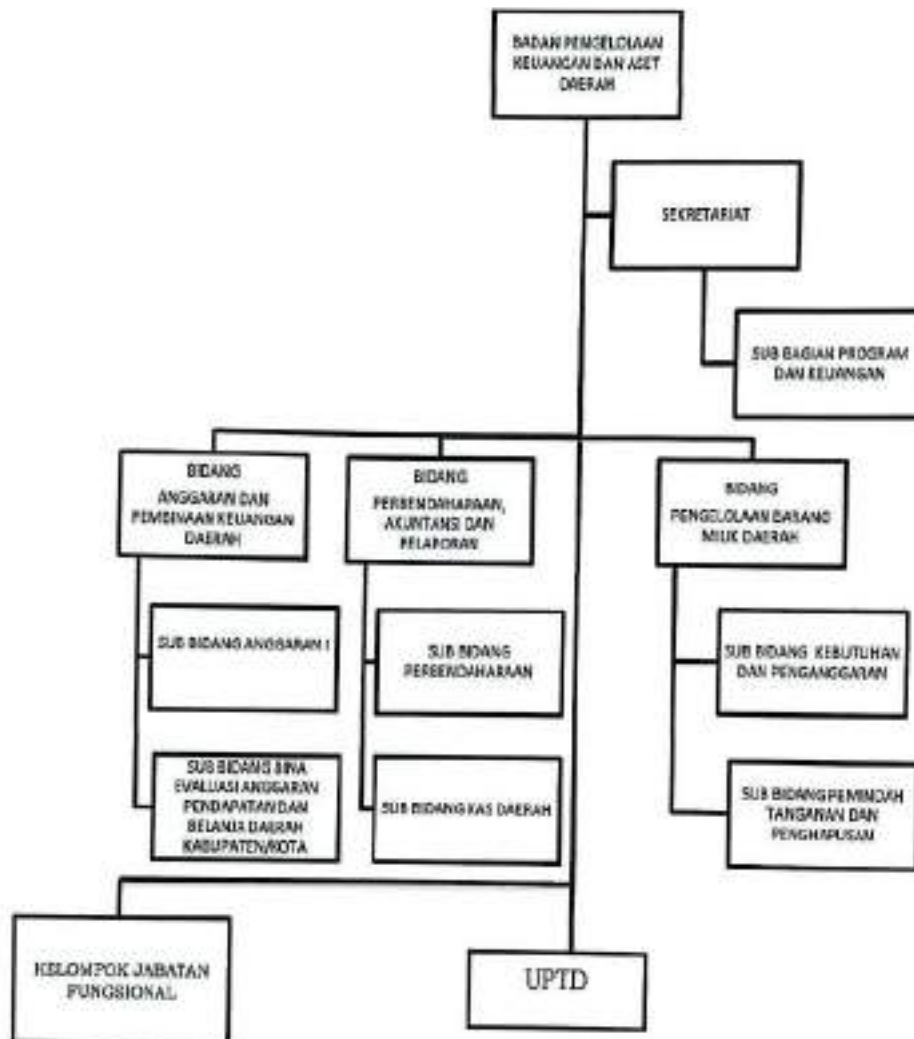 BADAN PENGELOLAAN
KEUANGAN DAN ASET
DAERAH
SEKRETARIAT
SUB BAGIAN PROGRAM
DAN KEUANGAN
BIDANG
ANGGARAN DAN
PEMBINAAN KEUANGAN
DAERAH
BIDANG
PERBENDAHARAAN,
AKUNTANSI DAN
PELAPORAN
BIDANG
PENGELOLAAN BARANG
MILIK DAERAH
SUB BIDANG ANGGARAN I
SUB BIDANG
PERBENDAHARAAN
SUB BIDANG KEBUTUHAN
DAN PENGANGGARAN
SUB BIDANG BINA
EVALUASI ANGGARAN
PENDAPATAN DAN
BELANJA DAERAH
KABUPATEN/KOTA
SUB BIDANG KAS DAERAH
SUB BIDANG PEMINDAH
TANGANAN DAN
PENGHAPUSAN
KELOMPOK JABATAN
FUNGSIONAL
UPTD